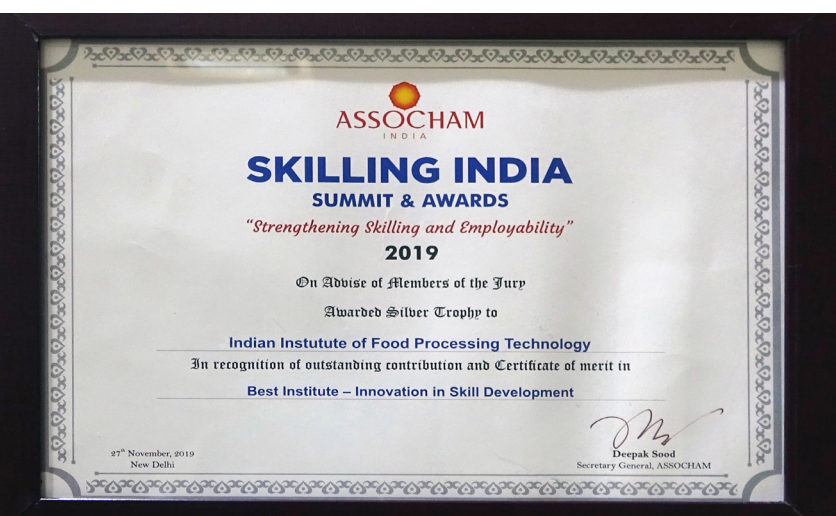 ASSOCHAM
INDIA
SKILLING INDIA
SUMMIT & AWARDS
“Strengthening Skilling and Employability”
2019
On Advise of Members of the Jury
Awarded Silver Trophy to
Indian Instutute of Food Processing Technology
In recognition of outstanding contribution and Certificate of merit in
Best Institute – Innovation in Skill Development
27th November, 2019
New Delhi
Deepak Sood
Secretary General, ASSOCHAM